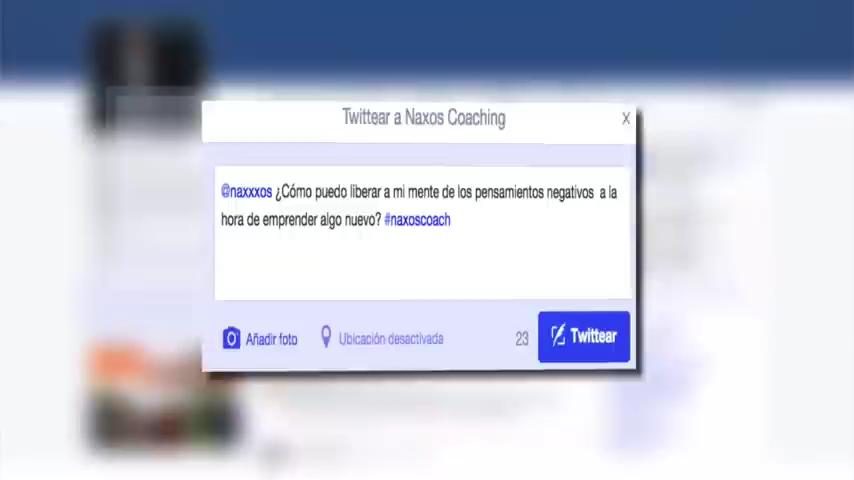 Twittear a Naxos Coaching
X
@naxxxos ¿Cómo puedo liberar a mi mente de los pensamientos negativos a la
hora de emprender algo nuevo? #naxoscoach
Añadir foto
Ubicación desactivada
23
Twittear